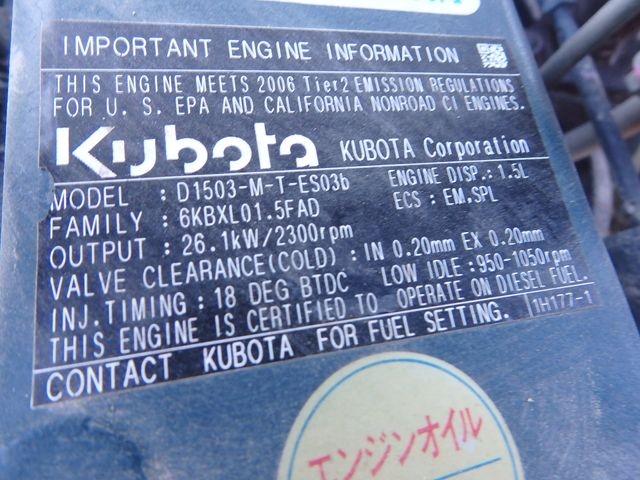 IMPORTANT ENGINE INFORMATION
THIS ENGINE MEETS 2006 Tier2 EMISSION REGULATIONS
FOR U. S. EPA AND CALIFORNIA NONROAD CI ENGINES.
Kubota KUBOTA Corporation
MODEL : D1503-M-T-ES03b ENGINE DISP.: 1.5L
FAMILY : 6KBXL01.5FAD ECS : EM,SPL
OUTPUT : 26.1kW/2300rpm
VALVE CLEARANCE(COLD) : IN 0.20mm EX 0.20mm
INJ.TIMING : 18 DEG BTDC LOW IDLE :950-1050rpm
THIS ENGINE IS CERTIFIED TO OPERATE ON DIESEL FUEL.
CONTACT KUBOTA FOR FUEL SETTING. 1H177-1
エンジンオイル